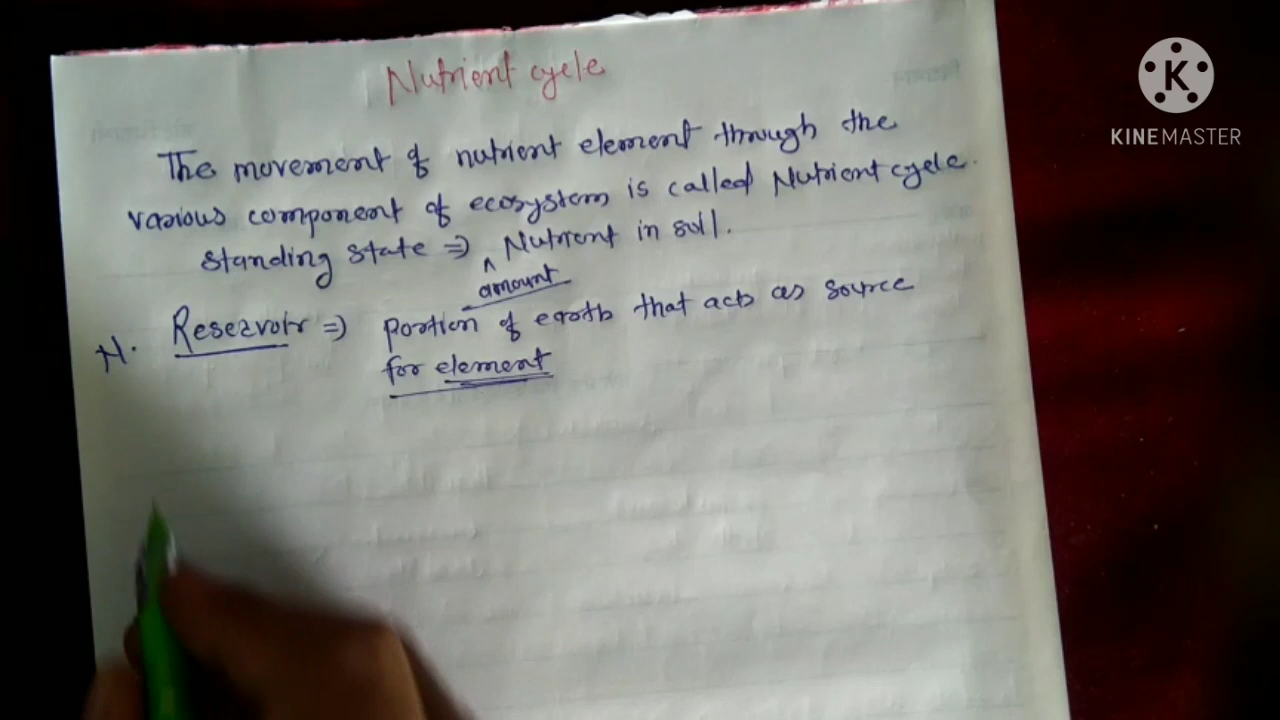 Nutrient cycle
The movement of nutrient element through the
various component of ecosystem is called Nutrient cycle.
standing state => ^ Nutrient in soil.
amount
N. Reservoir => portion of earth that acts as source
for element
K
KINEMASTER